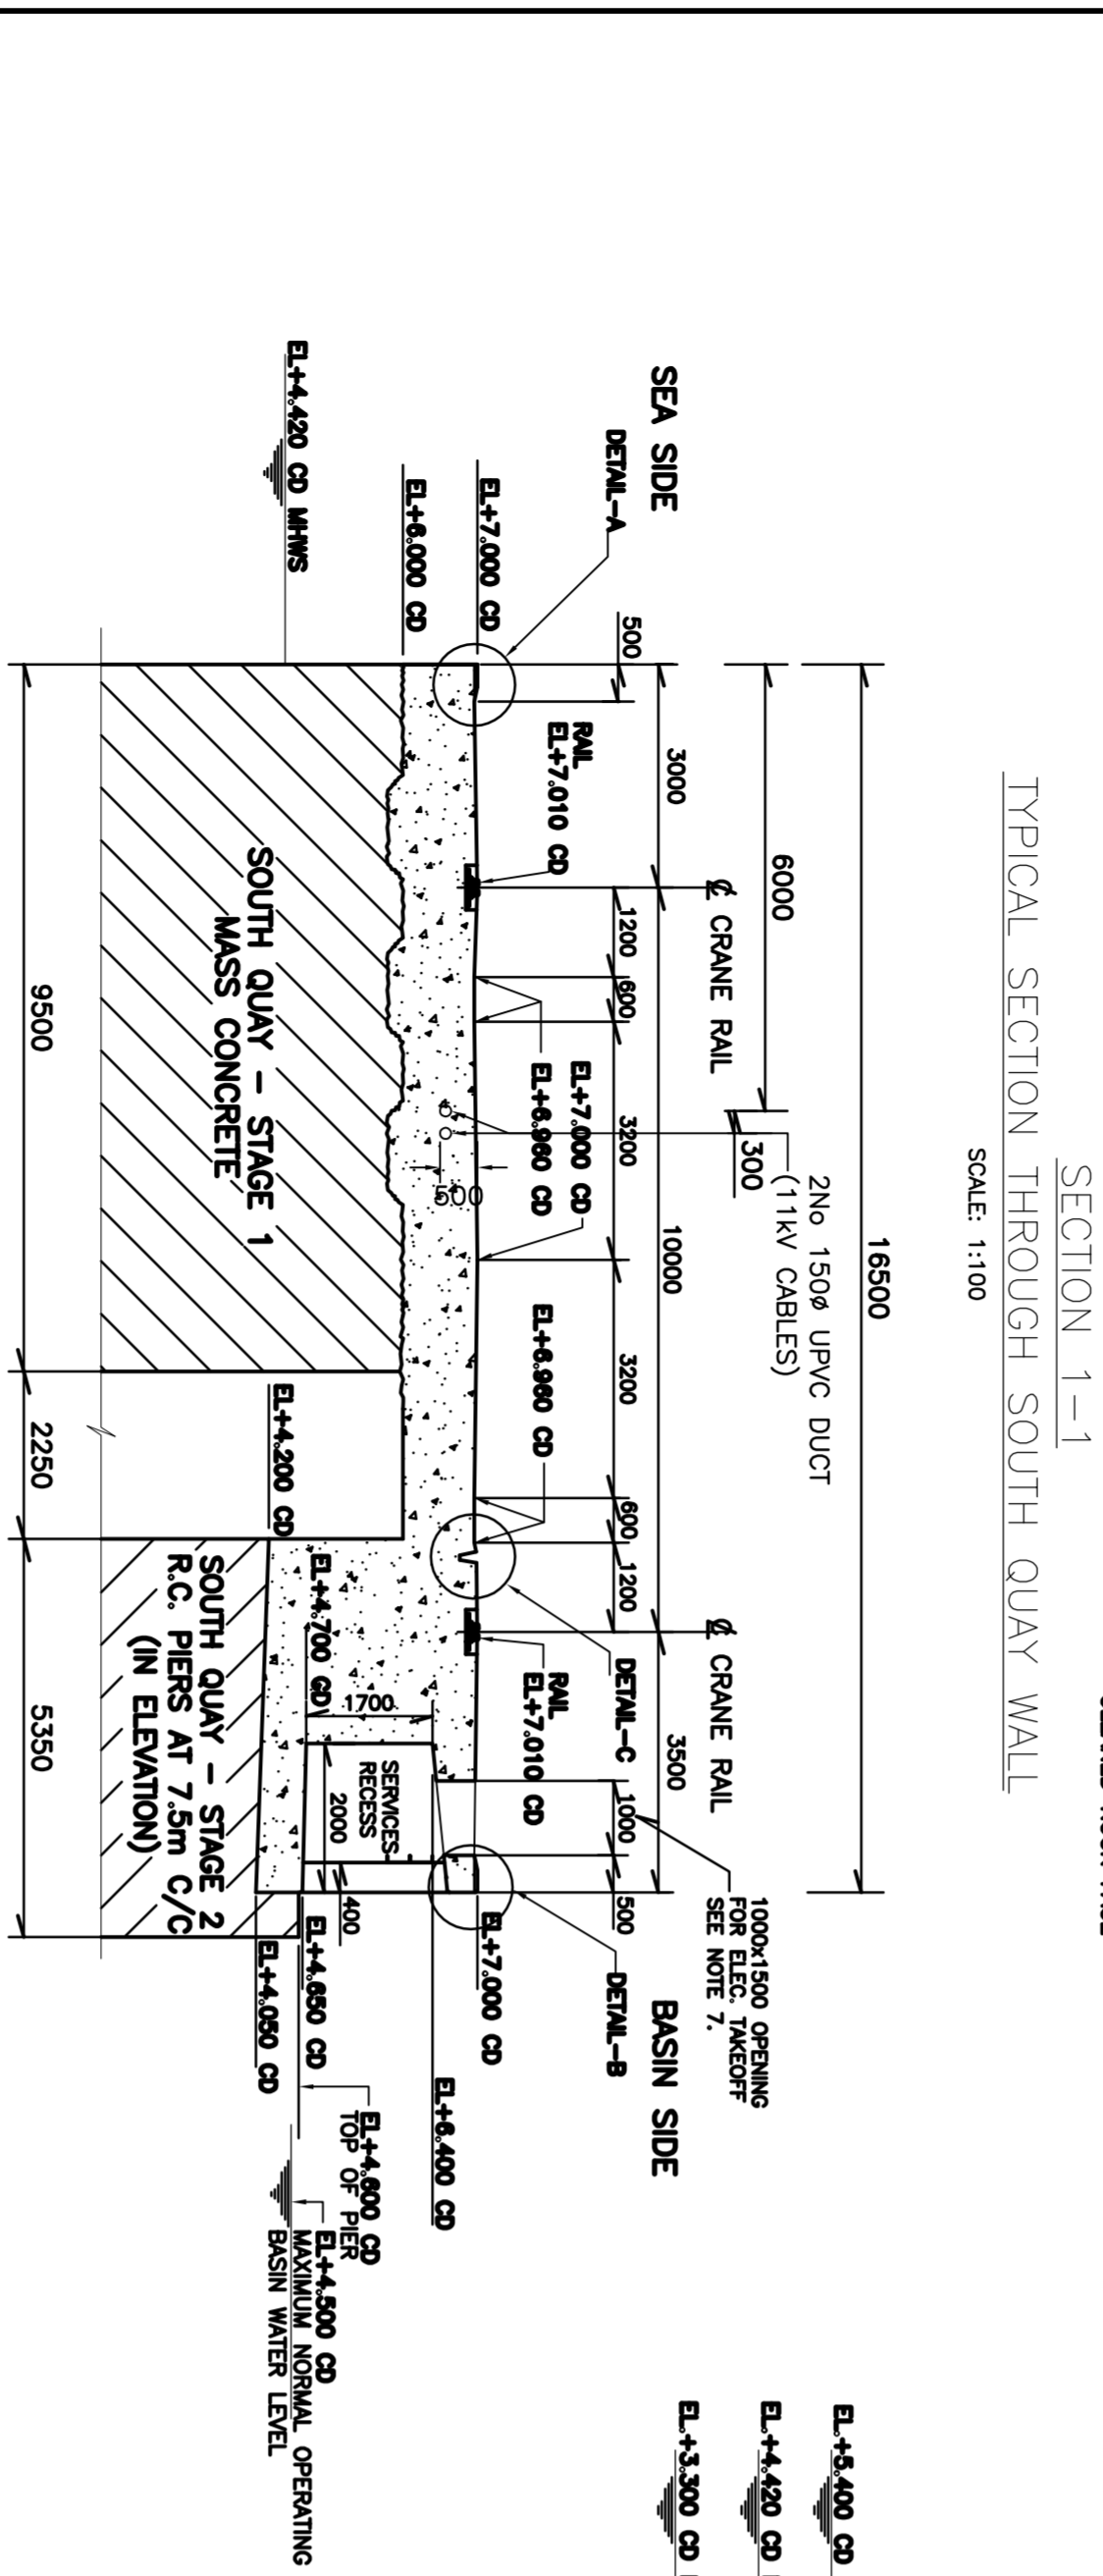 SECTION 1-1
TYPICAL SECTION THROUGH SOUTH QUAY WALL
SCALE: 1:100
16500
2No 150ø UPVC DUCT
(11kV CABLES)
6000
300
℄ CRANE RAIL
℄ CRANE RAIL
1000x1500 OPENING
FOR ELEC. TAKEOFF
SEE NOTE 7.
SEA SIDE
3000
10000
3500
BASIN SIDE
DETAIL-A
500
1200
600
3200
3200
600
1200
DETAIL-C
1000
500
DETAIL-B
RAIL
EL+7.010 CD
EL+7.000 CD
EL+6.960 CD
EL+6.960 CD
RAIL
EL+7.010 CD
EL+7.000 CD
EL+7.000 CD
500
EL+6.000 CD
EL+6.400 CD
SERVICES
RECESS
1700
2000
400
EL+4.700 CD
EL+4.600 CD
TOP OF PIER
EL+4.420 CD MHWS
EL+4.200 CD
EL+4.650 CD
EL+4.050 CD
EL+4.500 CD
MAXIMUM NORMAL OPERATING
BASIN WATER LEVEL
SOUTH QUAY - STAGE 1
MASS CONCRETE
SOUTH QUAY - STAGE 2
R.C. PIERS AT 7.5m C/C
(IN ELEVATION)
9500
2250
5350
EL.+5.400 CD
EL.+4.420 CD
EL.+3.300 CD